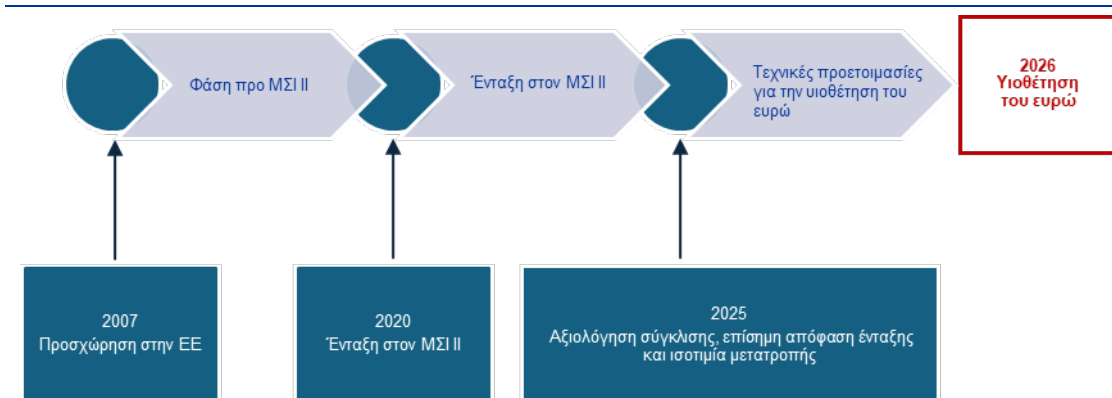 Φάση προ ΜΣΙ ΙΙ
Ένταξη στον ΜΣΙ ΙΙ
Τεχνικές προετοιμασίες
για την υιοθέτηση του
ευρώ
2026
Υιοθέτηση
του ευρώ
2007
Προσχώρηση στην ΕΕ
2020
Ένταξη στον ΜΣΙ ΙΙ
2025
Αξιολόγηση σύγκλισης, επίσημη απόφαση ένταξης
και ισοτιμία μετατροπής